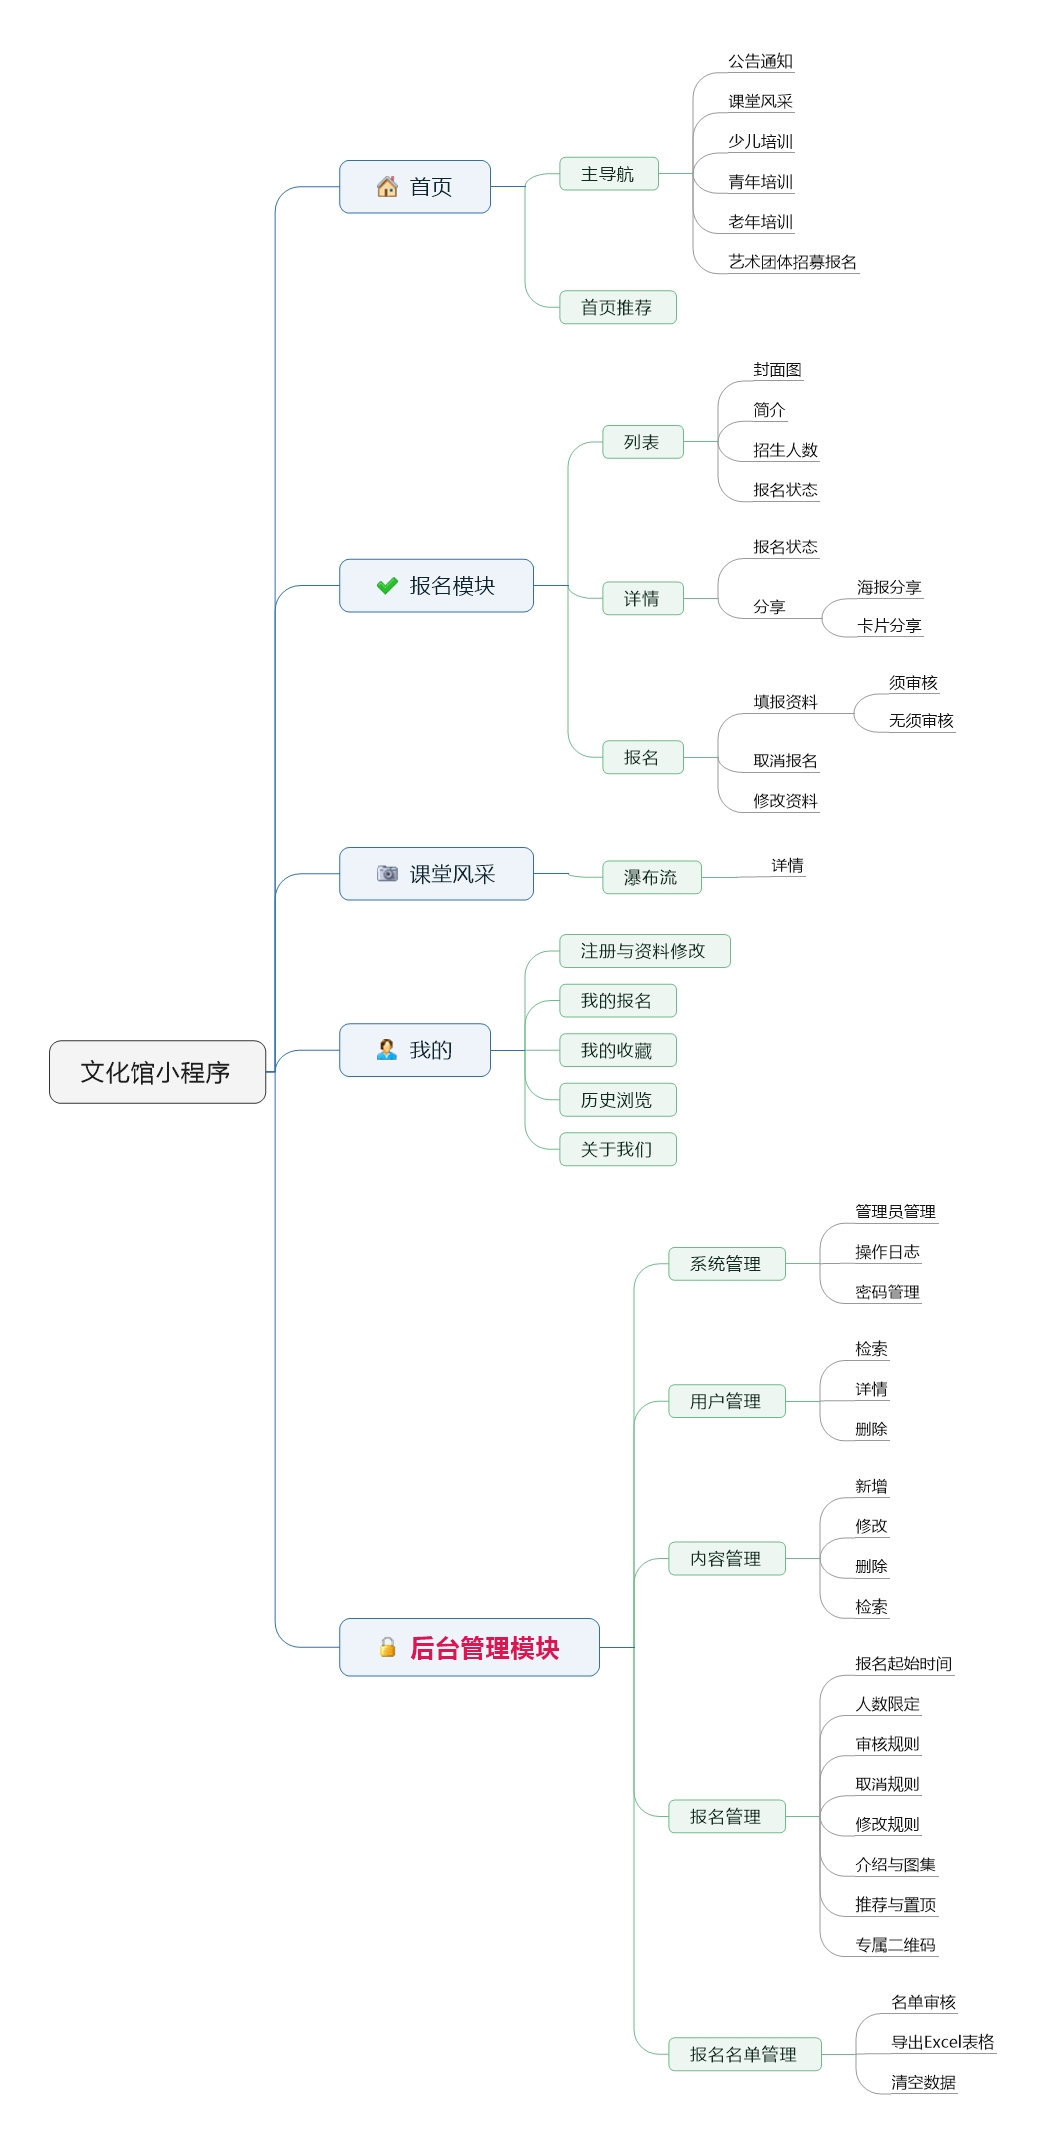 文化馆小程序
首页
主导航
公告通知
课堂风采
少儿培训
青年培训
老年培训
艺术团体招募报名
首页推荐
报名模块
列表
封面图
简介
招生人数
报名状态
详情
报名状态
分享
海报分享
卡片分享
报名
填报资料
须审核
无须审核
取消报名
修改资料
课堂风采
瀑布流
详情
我的
注册与资料修改
我的报名
我的收藏
历史浏览
关于我们
后台管理模块
系统管理
管理员管理
操作日志
密码管理
用户管理
检索
详情
删除
内容管理
新增
修改
删除
检索
报名管理
报名起始时间
人数限定
审核规则
取消规则
修改规则
介绍与图集
推荐与置顶
专属二维码
报名名单管理
名单审核
导出Excel表格
清空数据